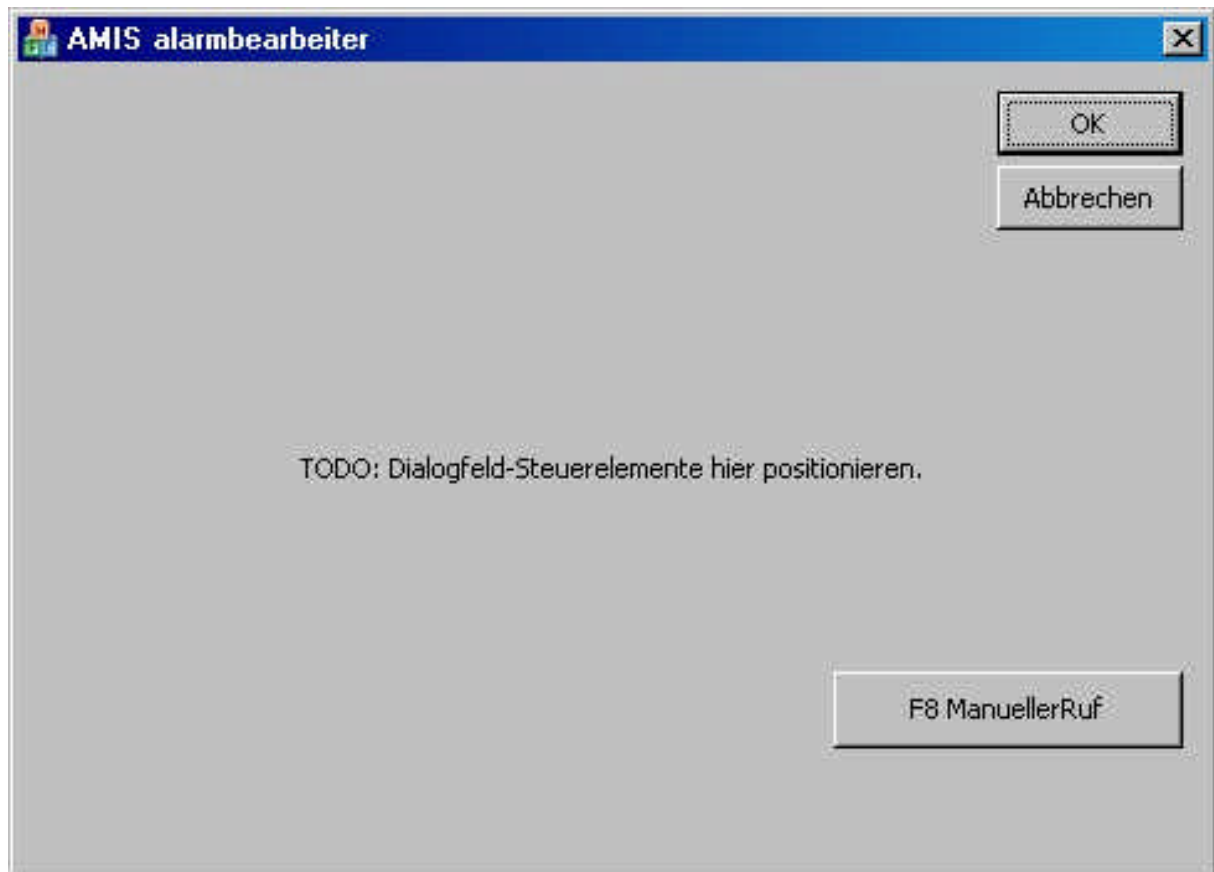 AMIS alarmbearbeiter
OK
Abbrechen
TODO: Dialogfeld-Steuerelemente hier positionieren.
F8 ManuellerRuf